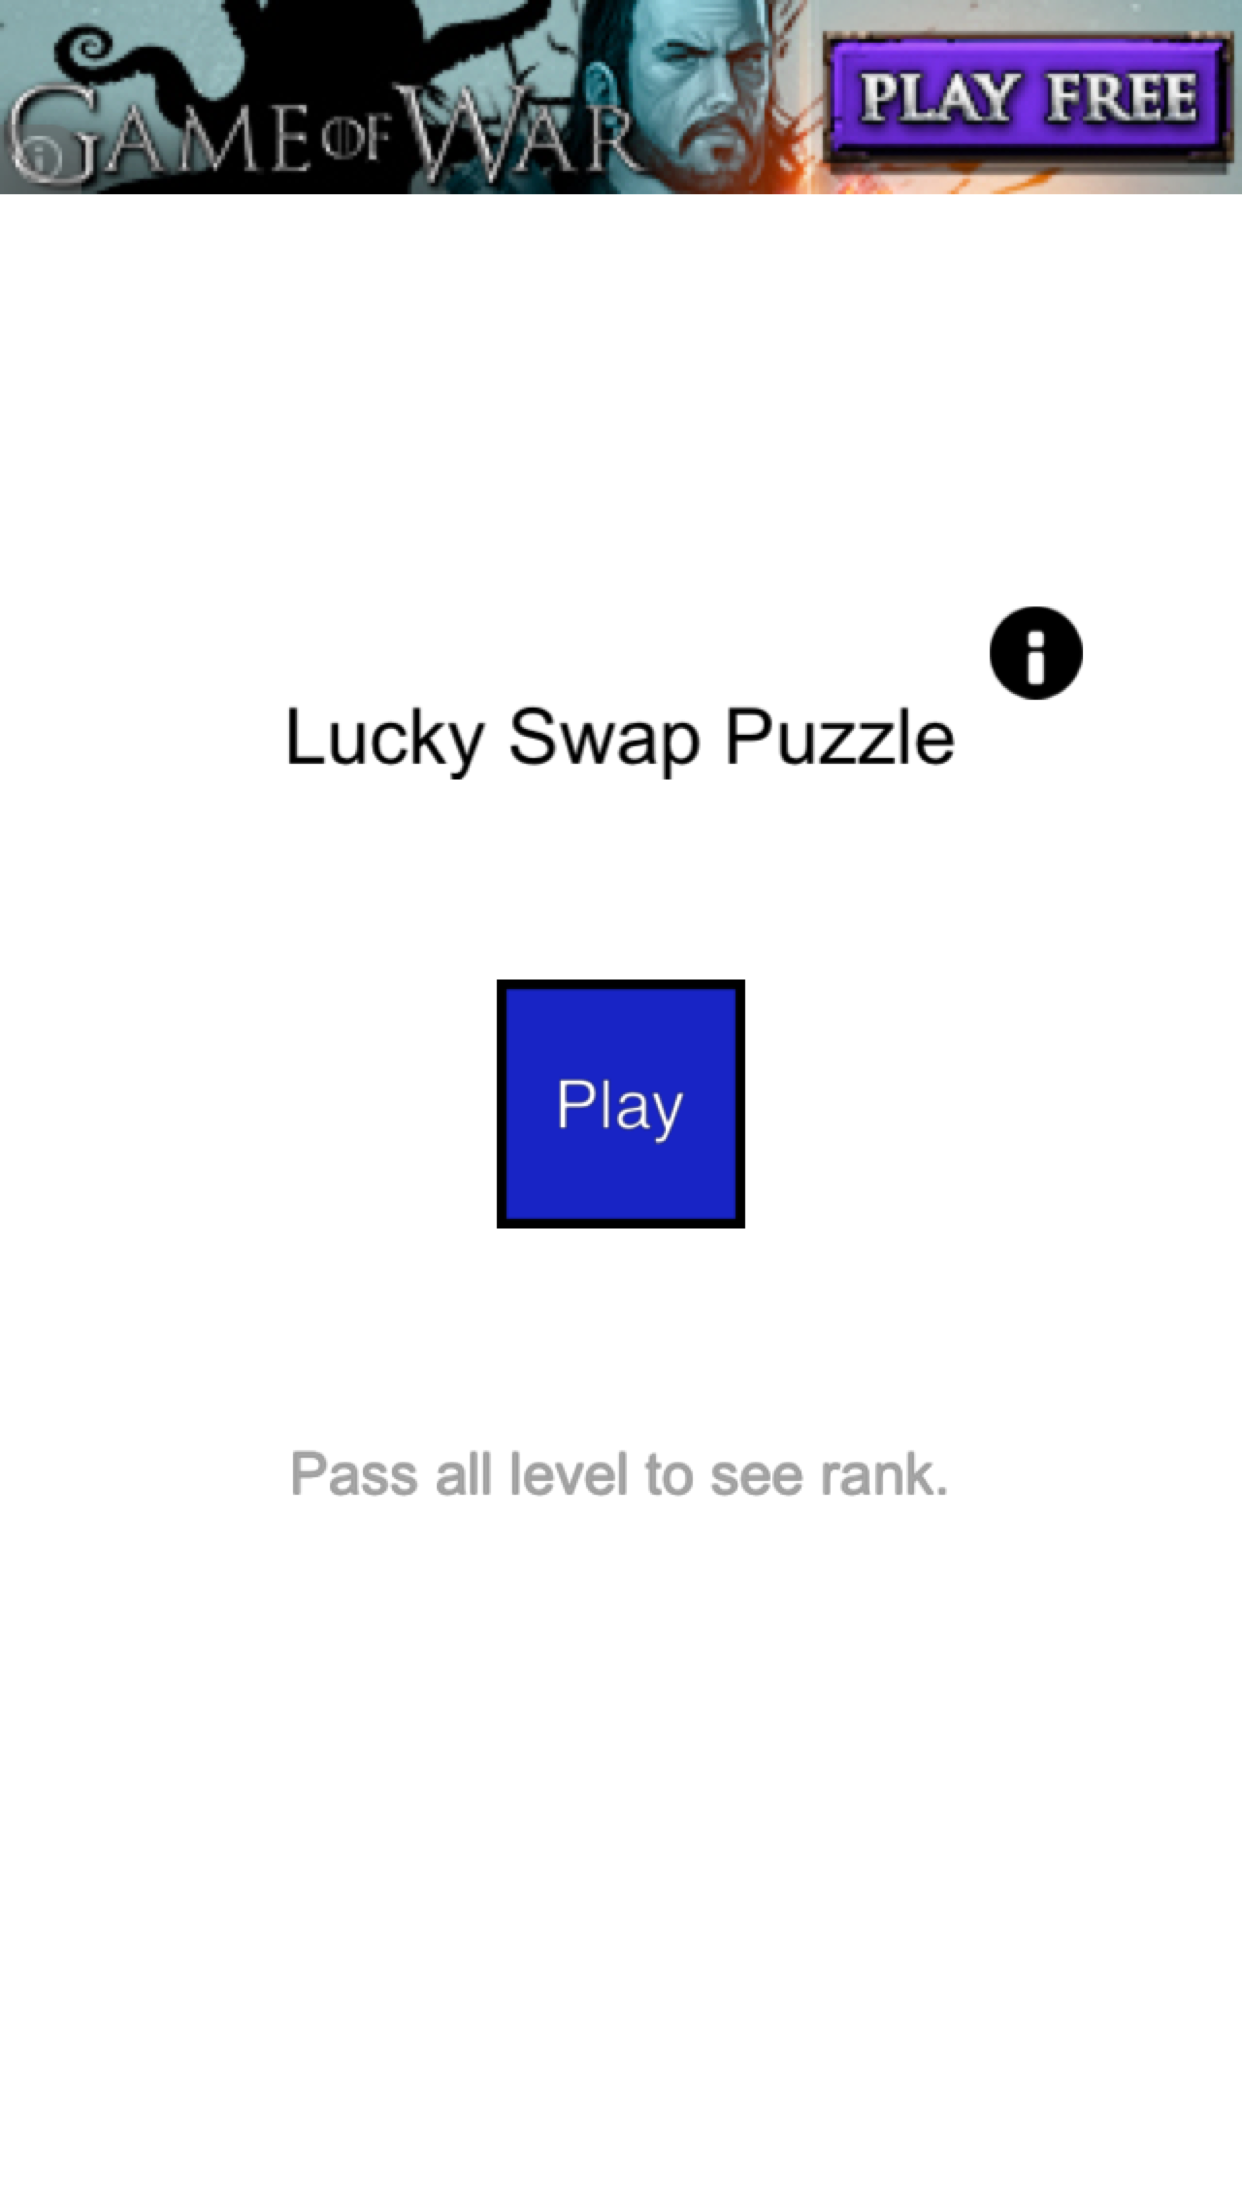 GAME OF WAR
PLAY FREE
Lucky Swap Puzzle
Play
Pass all level to see rank.